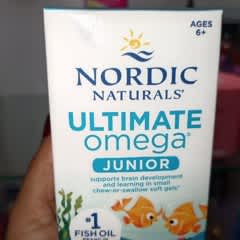 AGES
6+
NORDIC
NATURALS®
ULTIMATE
omega®
JUNIOR
supports brain development
and learning in small
chew-or-swallow soft gels*
#1
FISH OIL